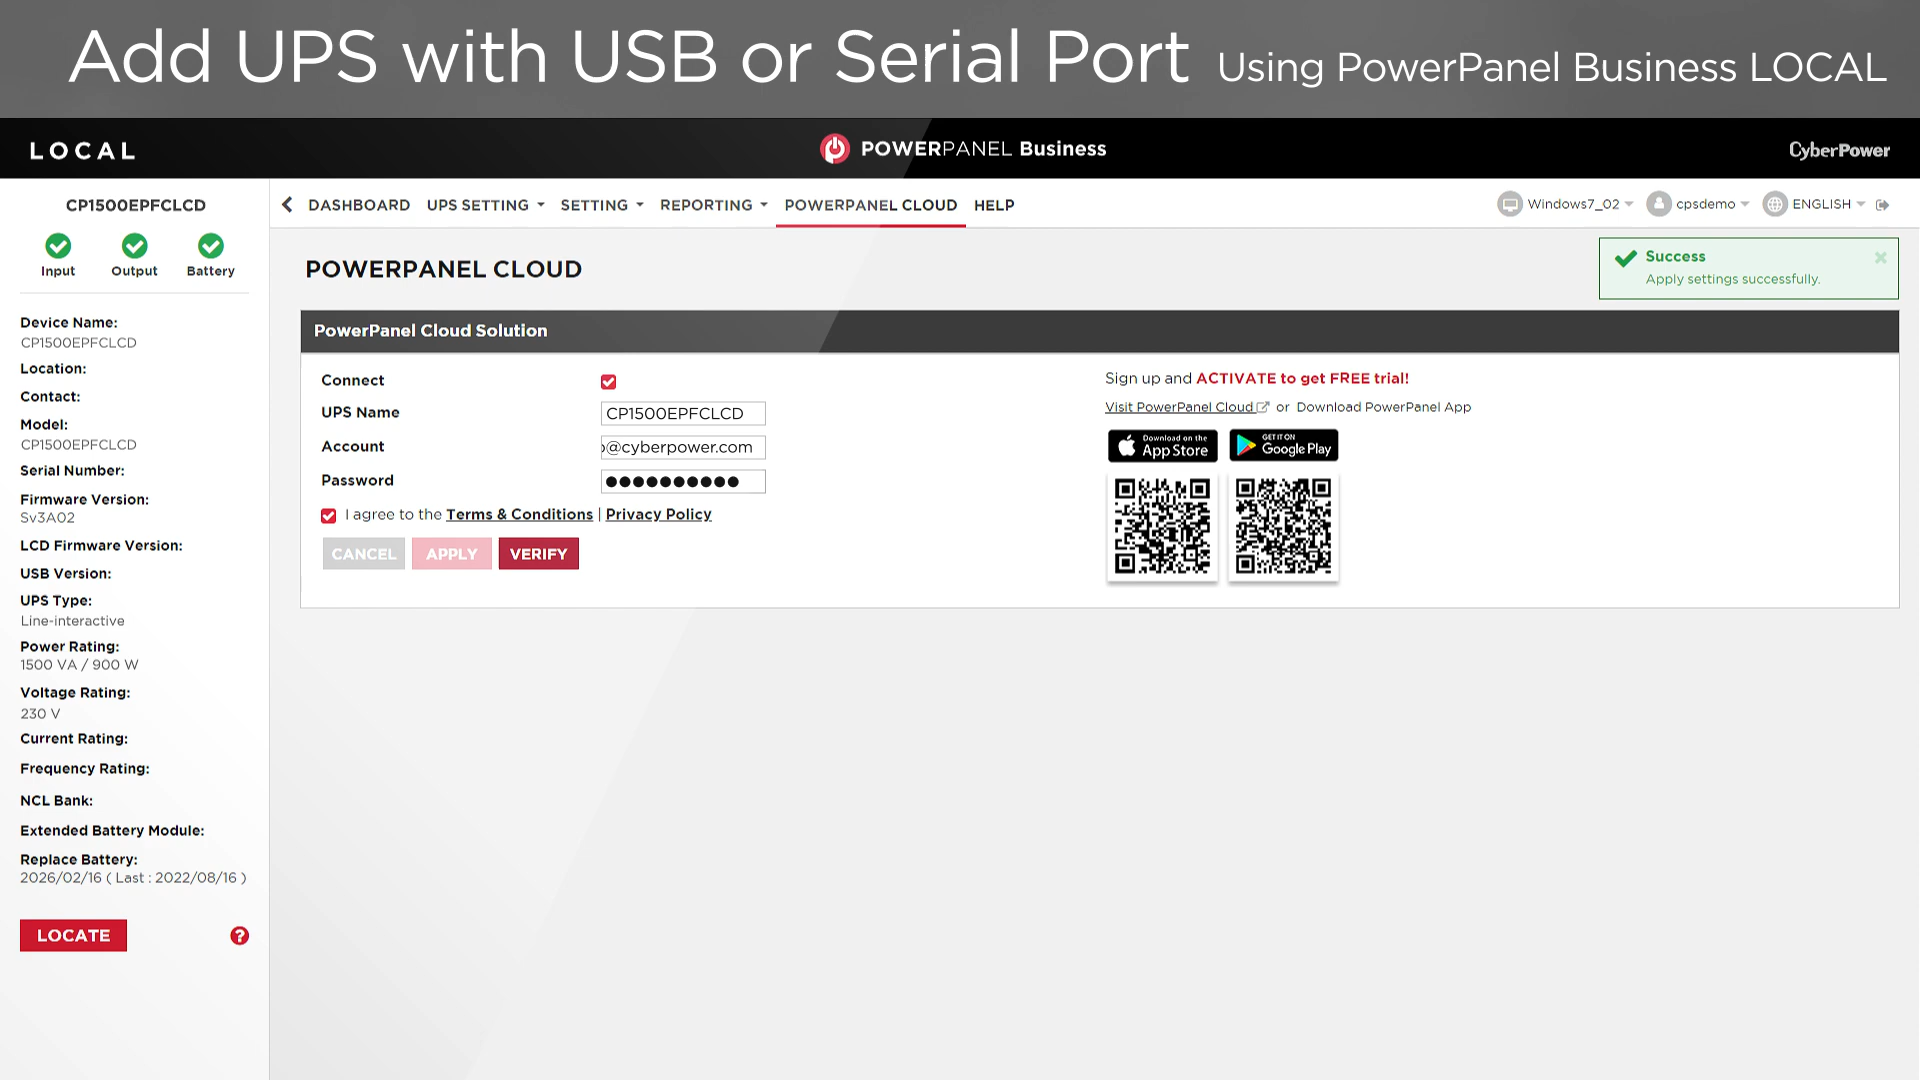 Add UPS with USB or Serial Port Using PowerPanel Business LOCAL
LOCAL
POWERPANEL Business
CyberPower
CP1500EPFCLCD
DASHBOARD UPS SETTING SETTING REPORTING POWERPANEL CLOUD HELP
Windows7_02 cpsdemo ENGLISH
Input Output Battery
POWERPANEL CLOUD
Success
Apply settings successfully.
Device Name:
CP1500EPFCLCD
Location:
Contact:
Model:
CP1500EPFCLCD
Serial Number:
Firmware Version:
Sv3A02
LCD Firmware Version:
USB Version:
UPS Type:
Line-interactive
Power Rating:
1500 VA / 900 W
Voltage Rating:
230 V
Current Rating:
Frequency Rating:
NCL Bank:
Extended Battery Module:
Replace Battery:
2026/02/16 ( Last : 2022/08/16 )
LOCATE ?
PowerPanel Cloud Solution
Connect
UPS Name CP1500EPFCLCD
Account @cyberpower.com
Password ●●●●●●●●●●
I agree to the Terms & Conditions | Privacy Policy
CANCEL APPLY VERIFY
Sign up and ACTIVATE to get FREE trial!
Visit PowerPanel Cloud or Download PowerPanel App
Download on the
App Store
GET IT ON
Google Play